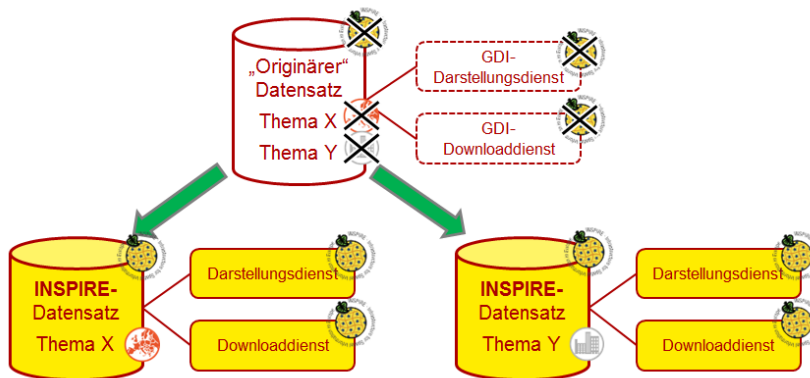 „Originärer“
Datensatz
Thema X
Thema Y
GDI-
Darstellungsdienst
GDI-
Downloaddienst
INSPIRE-
Datensatz
Thema X
Darstellungsdienst
Downloaddienst
INSPIRE-
Datensatz
Thema Y
Darstellungsdienst
Downloaddienst